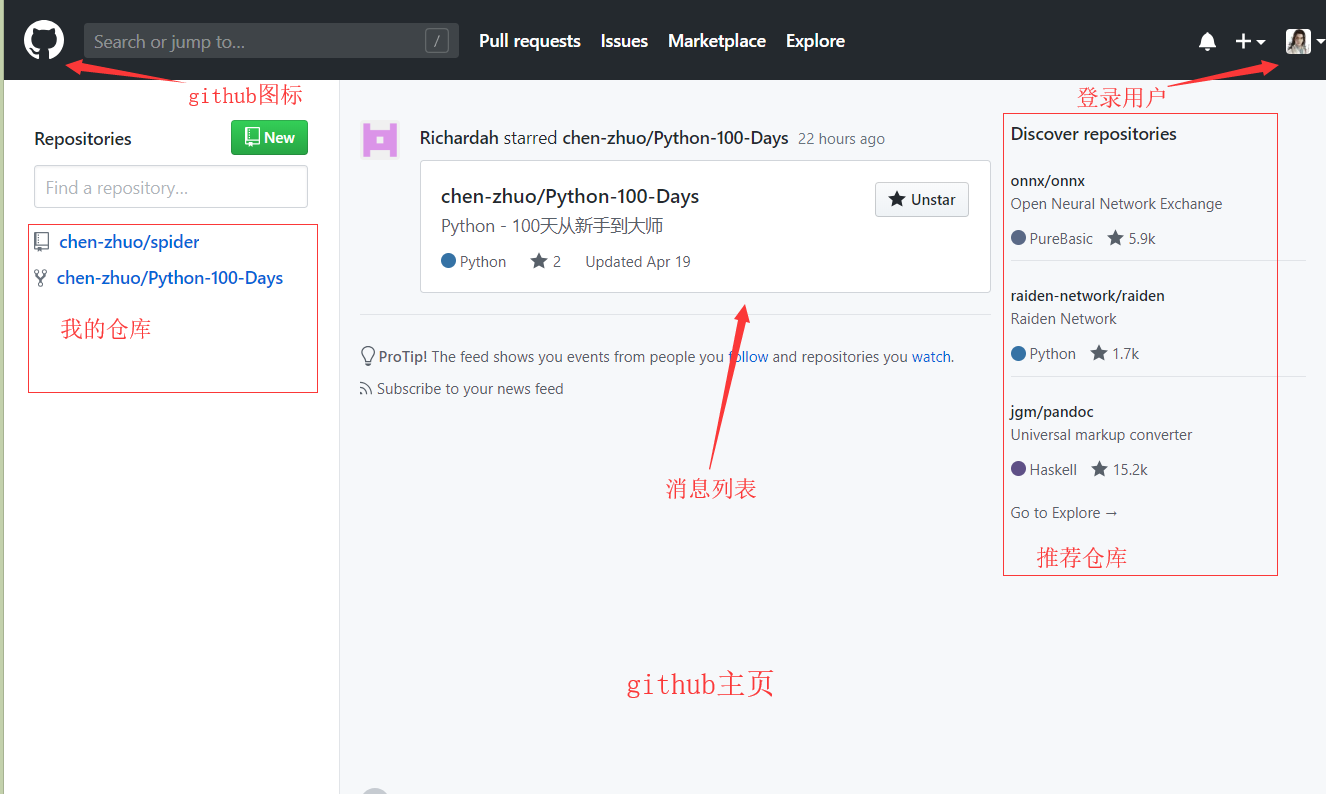 Search or jump to...
/
Pull requests
Issues
Marketplace
Explore
github图标
登录用户
Repositories
New
Find a repository...
chen-zhuo/spider
chen-zhuo/Python-100-Days
我的仓库
Richardah starred chen-zhuo/Python-100-Days 22 hours ago
chen-zhuo/Python-100-Days
Unstar
Python - 100天从新手到大师
Python
2
Updated Apr 19
ProTip! The feed shows you events from people you follow and repositories you watch.
Subscribe to your news feed
消息列表
Discover repositories
onnx/onnx
Open Neural Network Exchange
PureBasic
5.9k
raiden-network/raiden
Raiden Network
Python
1.7k
jgm/pandoc
Universal markup converter
Haskell
15.2k
Go to Explore →
推荐仓库
github主页